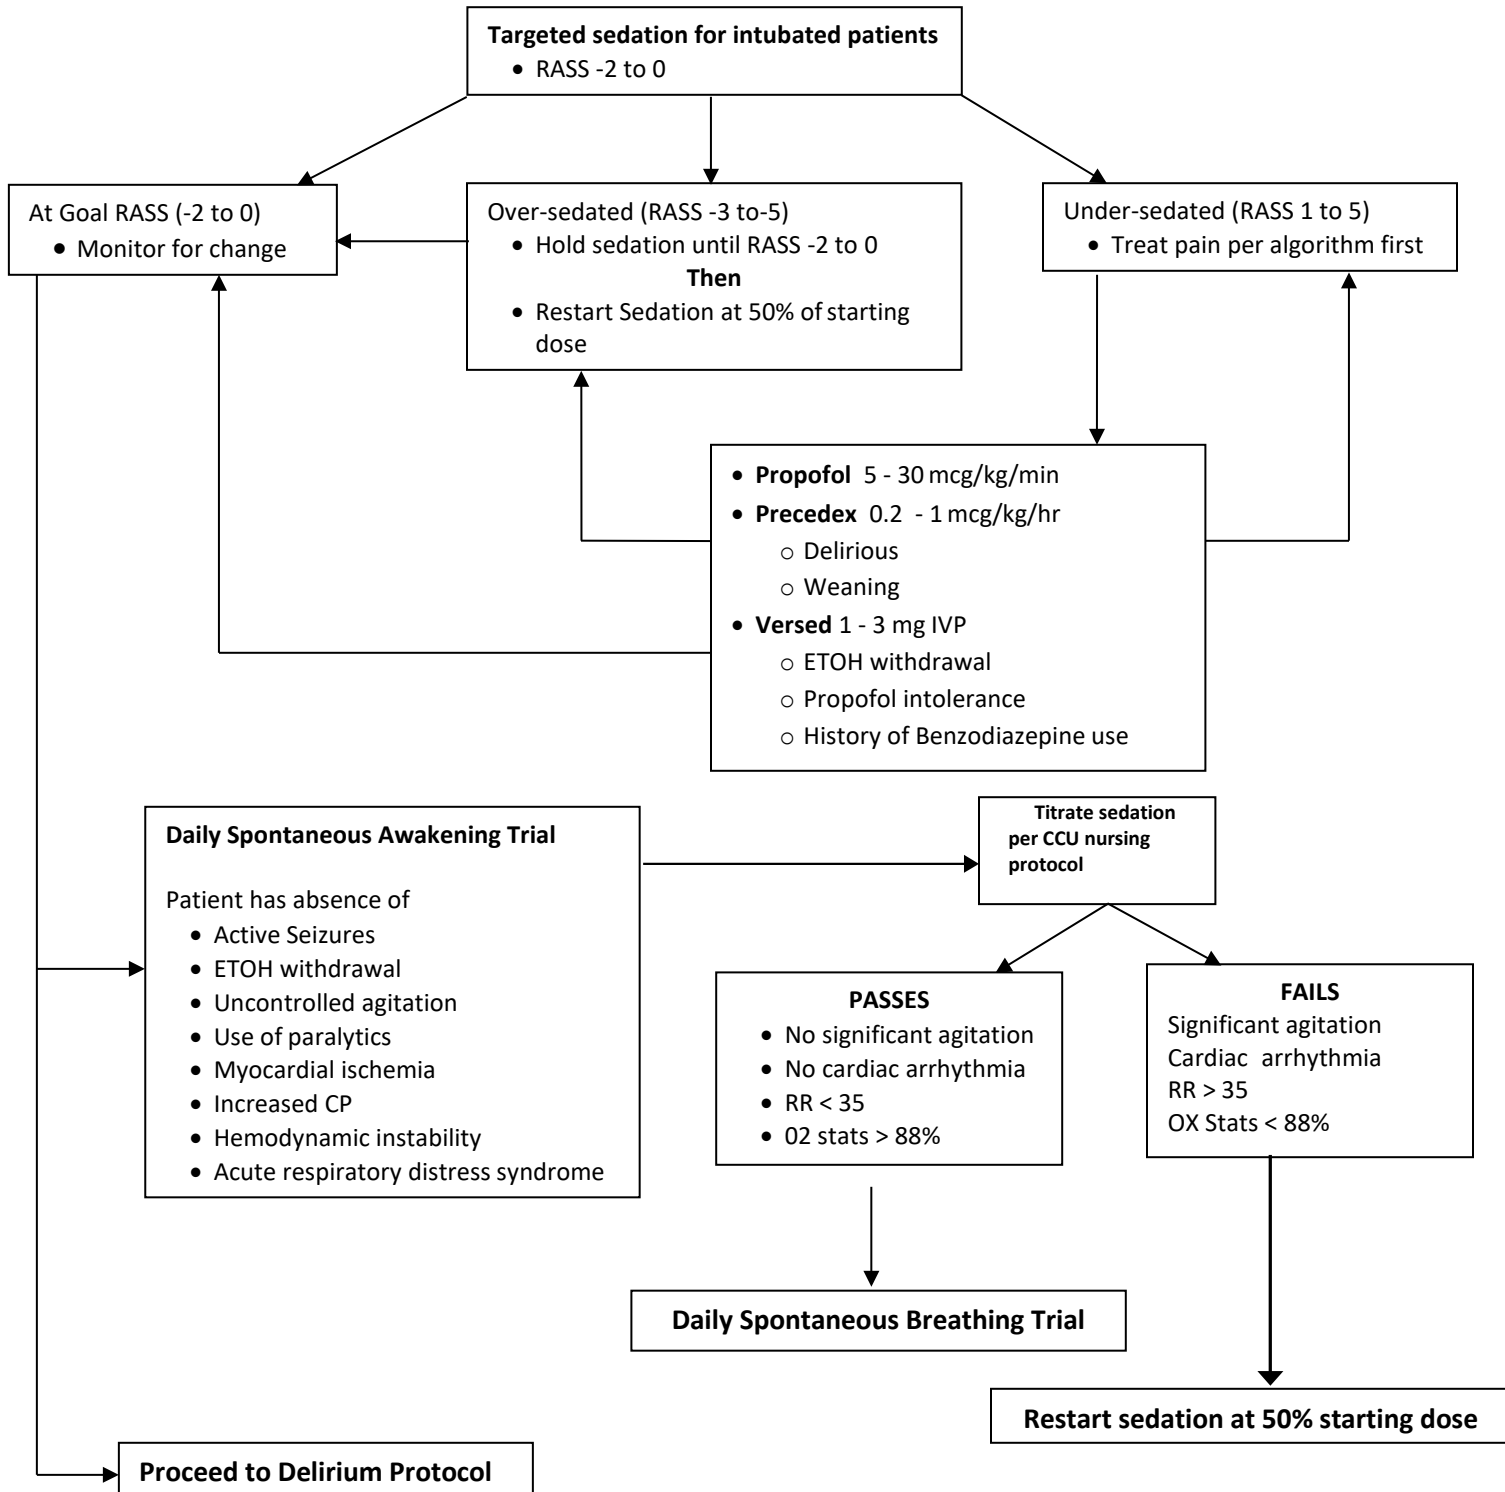 Targeted sedation for intubated patients
• RASS -2 to 0
At Goal RASS (-2 to 0)
• Monitor for change
Over-sedated (RASS -3 to-5)
• Hold sedation until RASS -2 to 0
Then
• Restart Sedation at 50% of starting
dose
Under-sedated (RASS 1 to 5)
• Treat pain per algorithm first
• Propofol 5 - 30 mcg/kg/min
• Precedex 0.2 - 1 mcg/kg/hr
○ Delirious
○ Weaning
• Versed 1 - 3 mg IVP
○ ETOH withdrawal
○ Propofol intolerance
○ History of Benzodiazepine use
Daily Spontaneous Awakening Trial
Patient has absence of
• Active Seizures
• ETOH withdrawal
• Uncontrolled agitation
• Use of paralytics
• Myocardial ischemia
• Increased CP
• Hemodynamic instability
• Acute respiratory distress syndrome
Titrate sedation
per CCU nursing
protocol
PASSES
• No significant agitation
• No cardiac arrhythmia
• RR < 35
• 02 stats > 88%
FAILS
Significant agitation
Cardiac arrhythmia
RR > 35
OX Stats < 88%
Daily Spontaneous Breathing Trial
Restart sedation at 50% starting dose
Proceed to Delirium Protocol